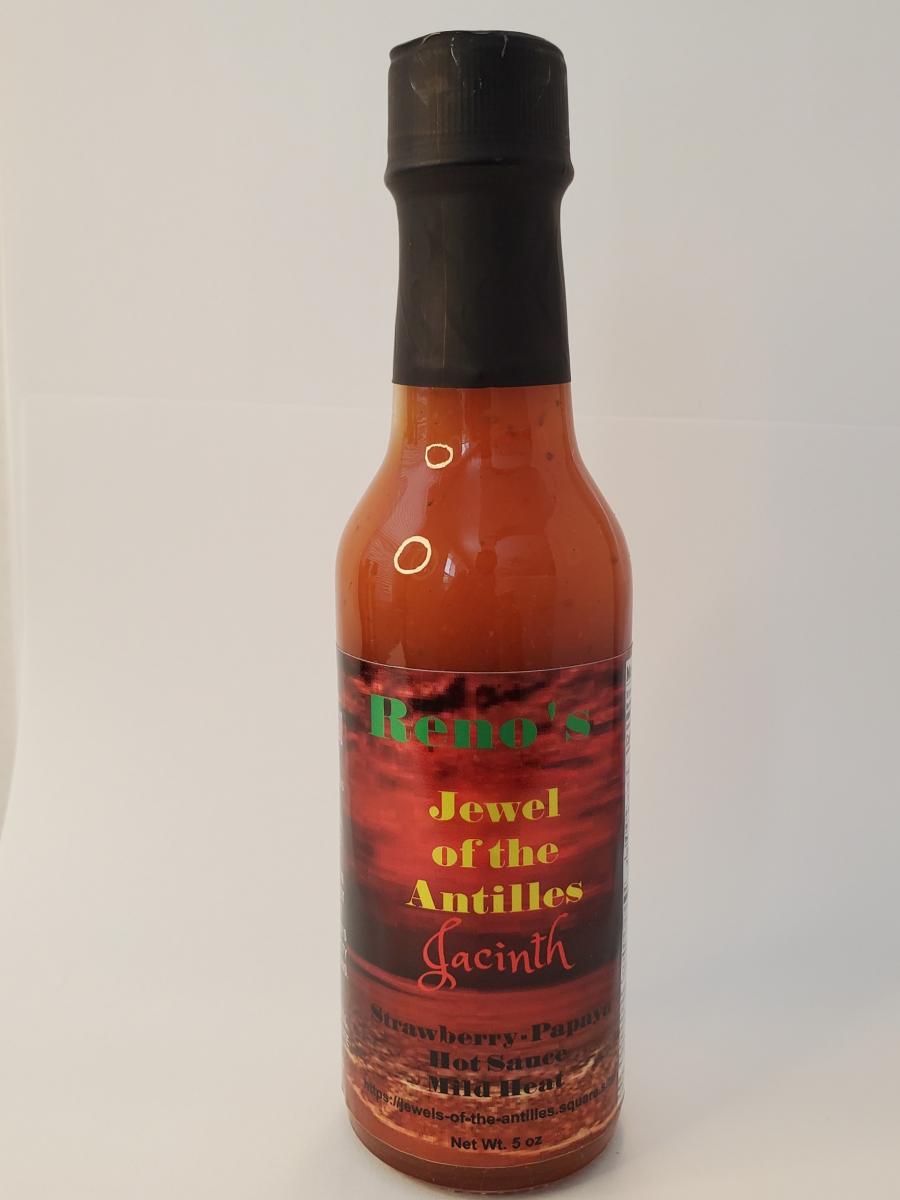 Reno's
Jewel
of the
Antilles
Jacinth
Strawberry-Papaya
Hot Sauce
Mild Heat
https://jewels-of-the-antilles.square.
Net Wt. 5 oz